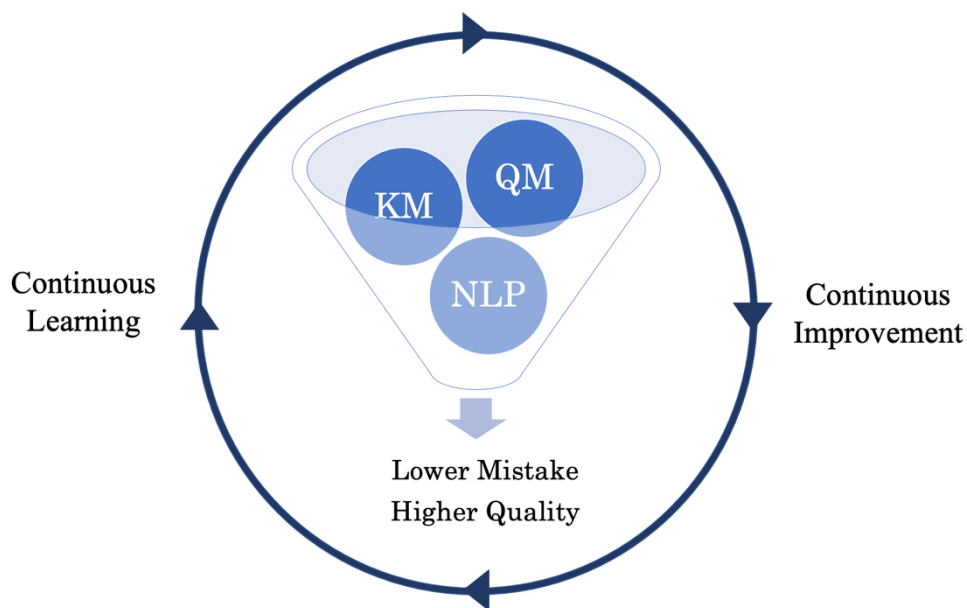 QM
KM
NLP
Continuous
Learning
Continuous
Improvement
Lower Mistake
Higher Quality